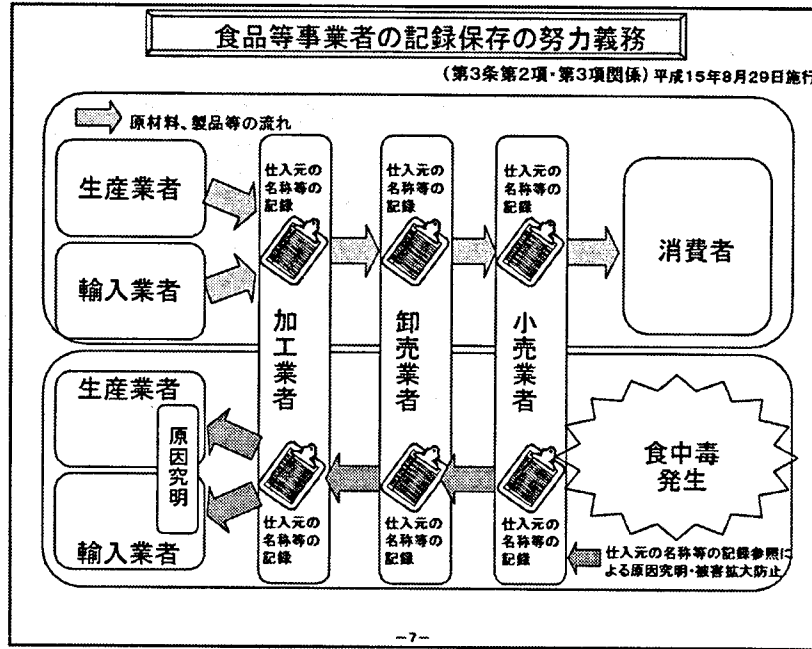 食品等事業者の記録保存の努力義務
(第3条第2項・第3項関係) 平成15年8月29日施行
原材料、製品等の流れ
生産業者
輸入業者
仕入元の
名称等の
記録
仕入元の
名称等の
記録
仕入元の
名称等の
記録
消費者
加工業者
卸売業者
小売業者
生産業者
原因究明
輸入業者
仕入元の
名称等の
記録
仕入元の
名称等の
記録
仕入元の
名称等の
記録
食中毒
発生
仕入元の名称等の記録参照に
よる原因究明・被害拡大防止
-7-